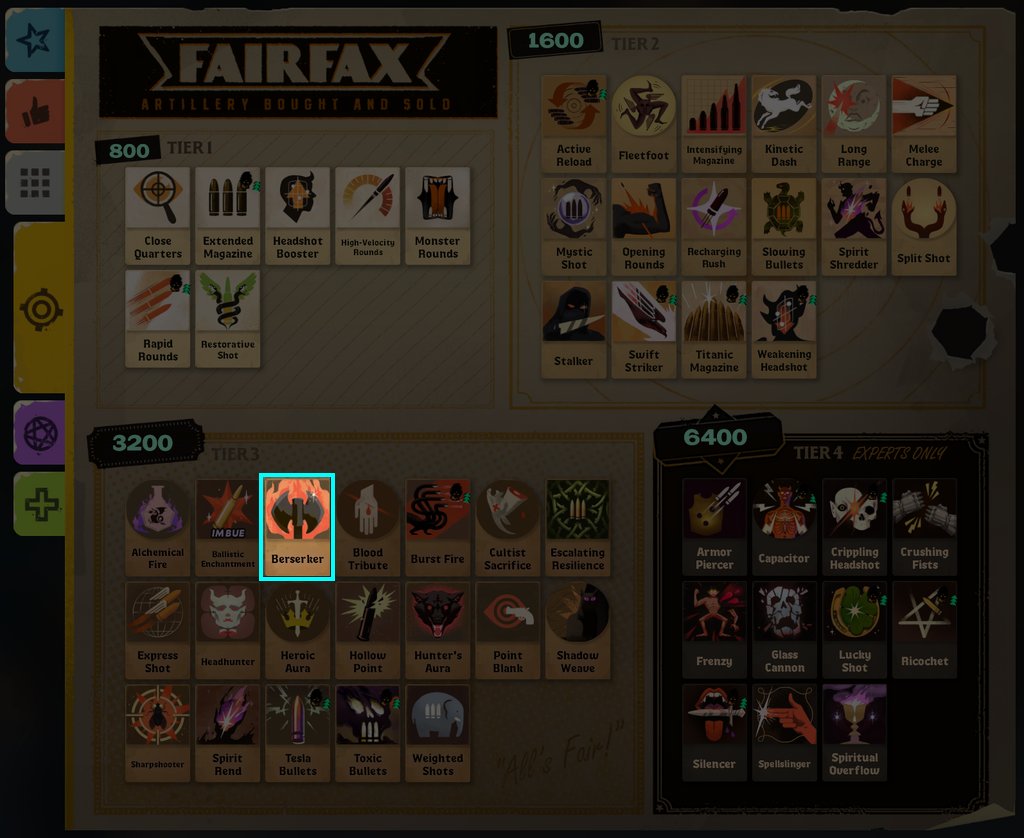 FAIRFAX
ARTILLERY BOUGHT AND SOLD
800 TIER 1
Close Quarters
Extended Magazine
Headshot Booster
High-Velocity Rounds
Monster Rounds
Rapid Rounds
Restorative Shot
1600 TIER 2
Active Reload
Fleetfoot
Intensifying Magazine
Kinetic Dash
Long Range
Melee Charge
Mystic Shot
Opening Rounds
Recharging Rush
Slowing Bullets
Spirit Shredder
Split Shot
Stalker
Swift Striker
Titanic Magazine
Weakening Headshot
3200 TIER 3
Alchemical Fire
IMBUE
Ballistic Enchantment
Berserker
Blood Tribute
Burst Fire
Cultist Sacrifice
Escalating Resilience
Express Shot
Headhunter
Heroic Aura
Hollow Point
Hunter's Aura
Point Blank
Shadow Weave
Sharpshooter
Spirit Rend
Tesla Bullets
Toxic Bullets
Weighted Shots
"All's Fair!"
6400 TIER 4 EXPERTS ONLY
Armor Piercer
Capacitor
Crippling Headshot
Crushing Fists
Frenzy
Glass Cannon
Lucky Shot
Ricochet
Silencer
Spellslinger
Spiritual Overflow